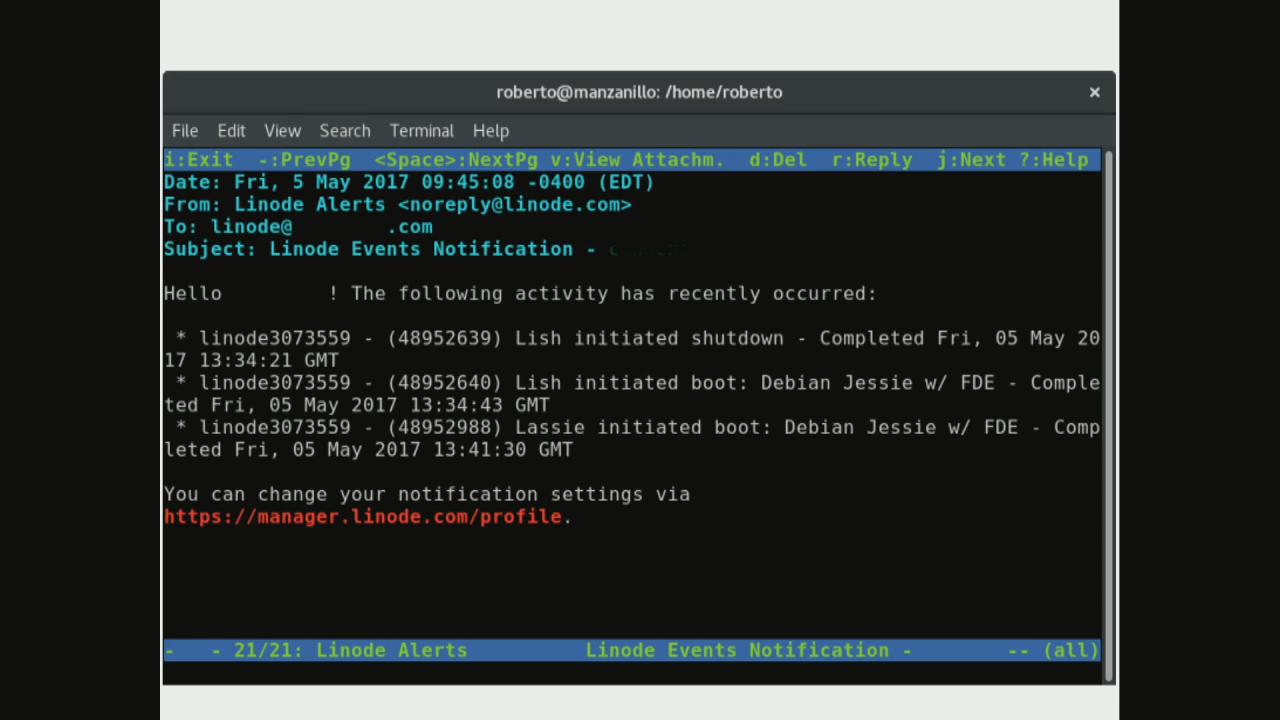 roberto@manzanillo: /home/roberto ×
File Edit View Search Terminal Help
i:Exit -:PrevPg <Space>:NextPg v:View Attachm. d:Del r:Reply j:Next ?:Help
Date: Fri, 5 May 2017 09:45:08 -0400 (EDT)
From: Linode Alerts <noreply@linode.com>
To: linode@ .com
Subject: Linode Events Notification -
Hello ! The following activity has recently occurred:
* linode3073559 - (48952639) Lish initiated shutdown - Completed Fri, 05 May 20
17 13:34:21 GMT
* linode3073559 - (48952640) Lish initiated boot: Debian Jessie w/ FDE - Comple
ted Fri, 05 May 2017 13:34:43 GMT
* linode3073559 - (48952988) Lassie initiated boot: Debian Jessie w/ FDE - Comp
leted Fri, 05 May 2017 13:41:30 GMT
You can change your notification settings via
https://manager.linode.com/profile.
- - 21/21: Linode Alerts Linode Events Notification - -- (all)